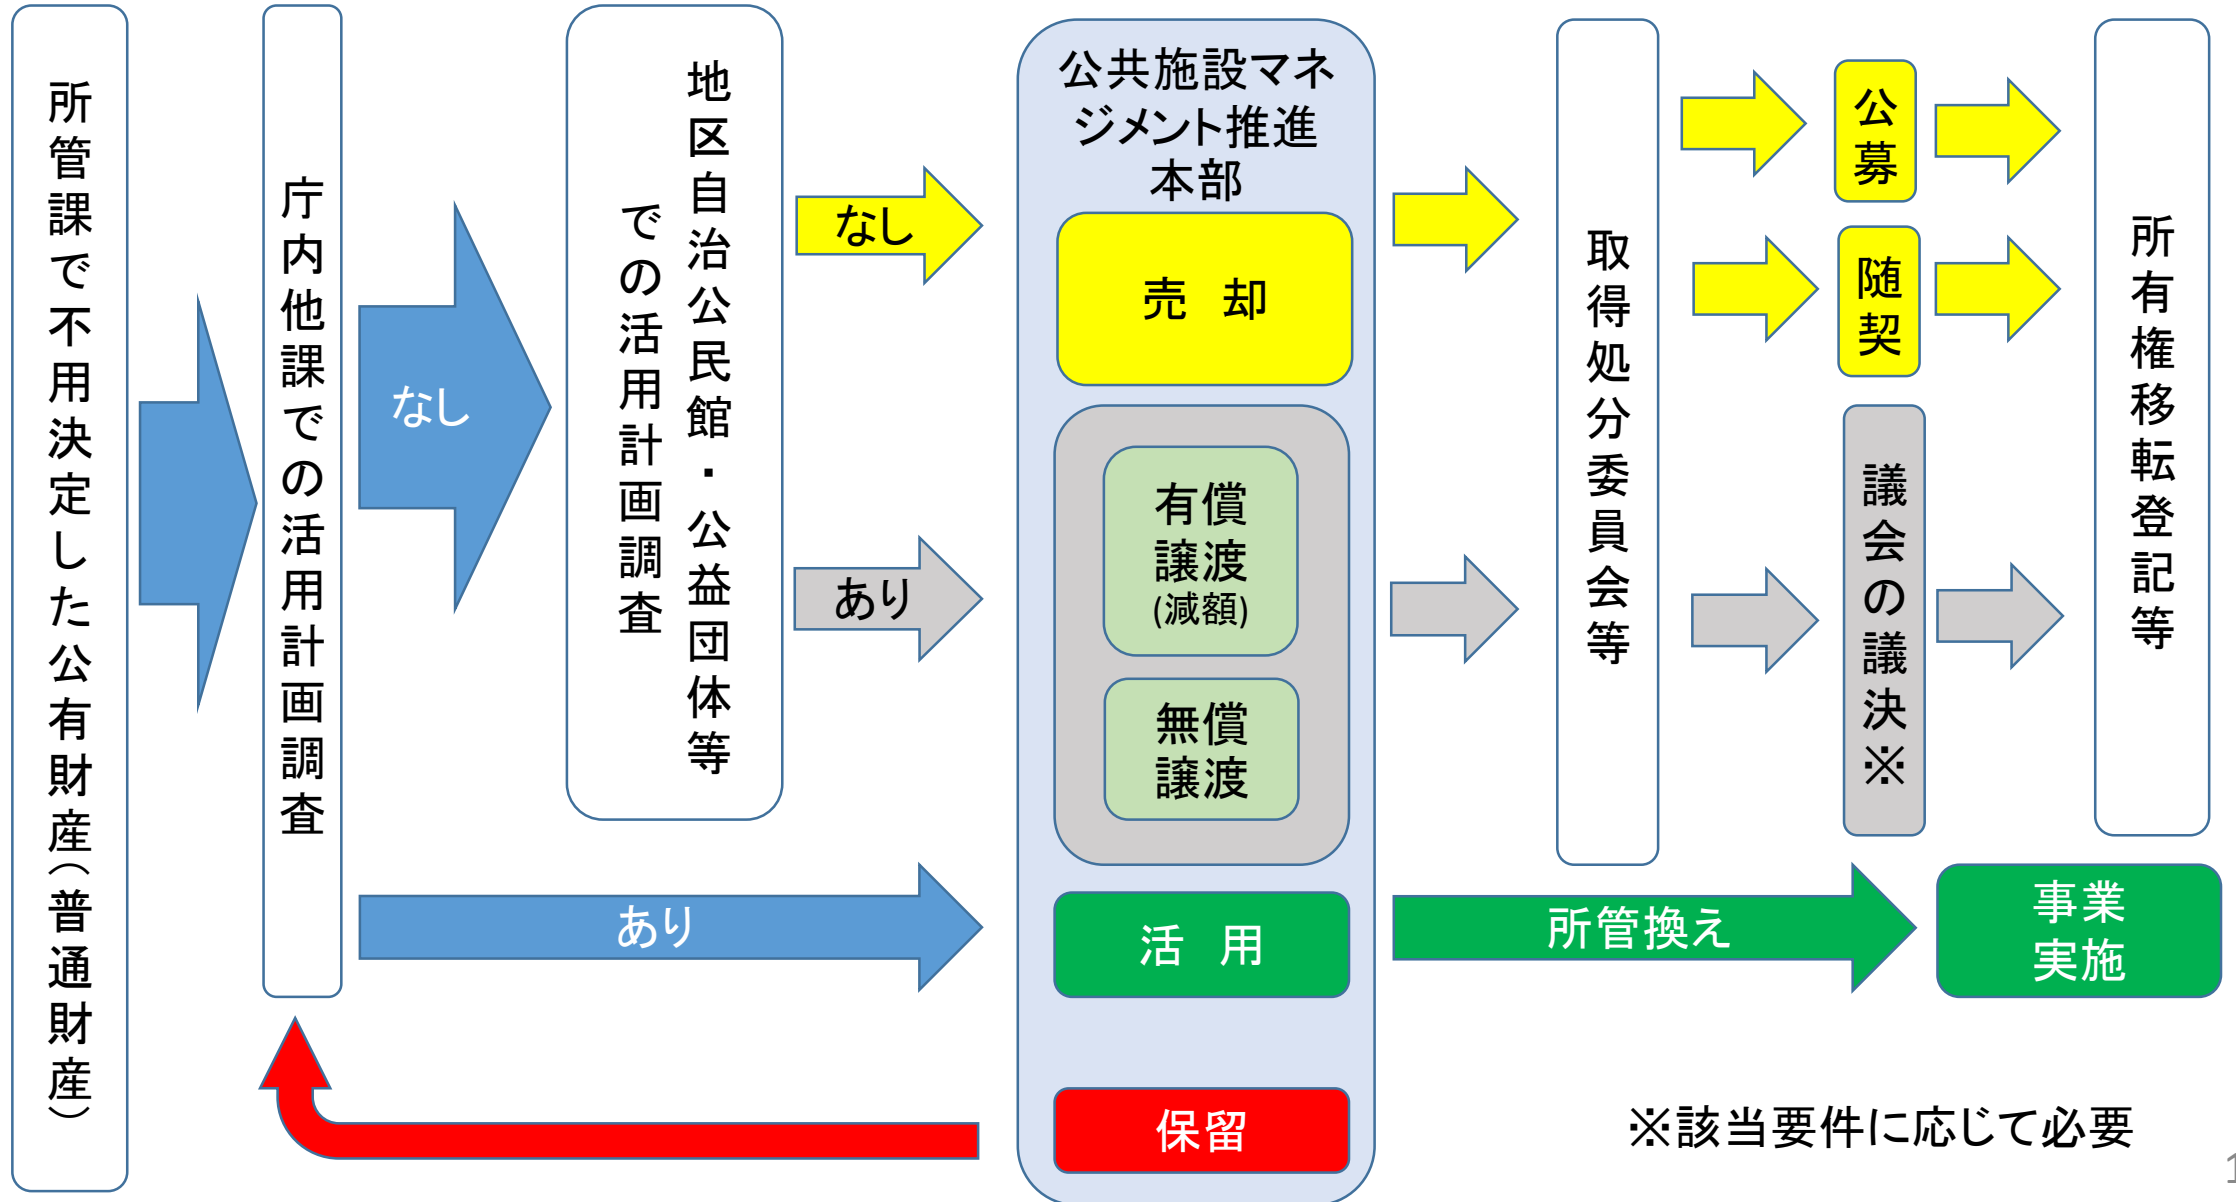 所管課で不用決定した公有財産(普通財産)
庁内他課での活用計画調査
なし
あり
地区自治公民館・公益団体等
での活用計画調査
なし
あり
公共施設マネ
ジメント推進
本部
売　却
有償
譲渡
(減額)
無償
譲渡
活　用
保留
取得処分委員会等
公募
随契
議会の議決※
所有権移転登記等
所管換え
事業
実施
※該当要件に応じて必要